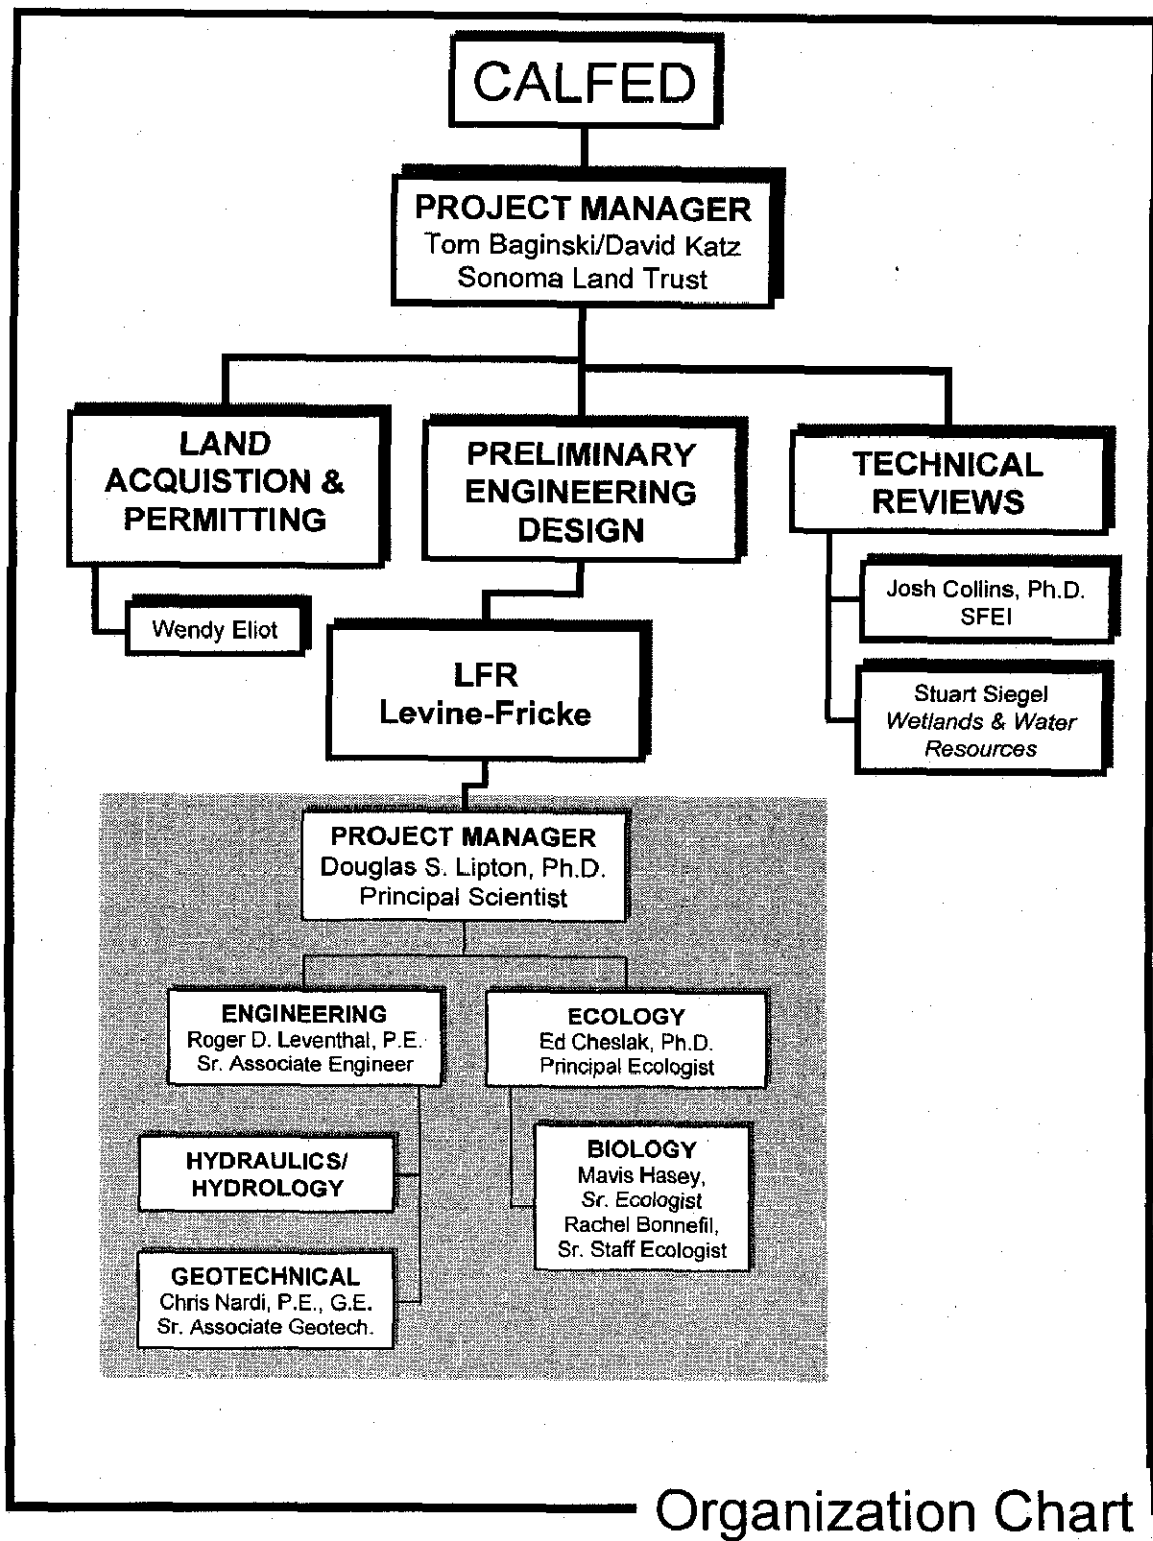 CALFED
PROJECT MANAGER
Tom Baginski/David Katz
Sonoma Land Trust
LAND
ACQUISTION &
PERMITTING
Wendy Eliot
PRELIMINARY
ENGINEERING
DESIGN
TECHNICAL
REVIEWS
Josh Collins, Ph.D.
SFEI
Stuart Siegel
Wetlands & Water
Resources
LFR
Levine-Fricke
PROJECT MANAGER
Douglas S. Lipton, Ph.D.
Principal Scientist
ENGINEERING
Roger D. Leventhal, P.E.
Sr. Associate Engineer
HYDRAULICS/
HYDROLOGY
GEOTECHNICAL
Chris Nardi, P.E., G.E.
Sr. Associate Geotech.
ECOLOGY
Ed Cheslak, Ph.D.
Principal Ecologist
BIOLOGY
Mavis Hasey,
Sr. Ecologist
Rachel Bonnefil,
Sr. Staff Ecologist
Organization Chart